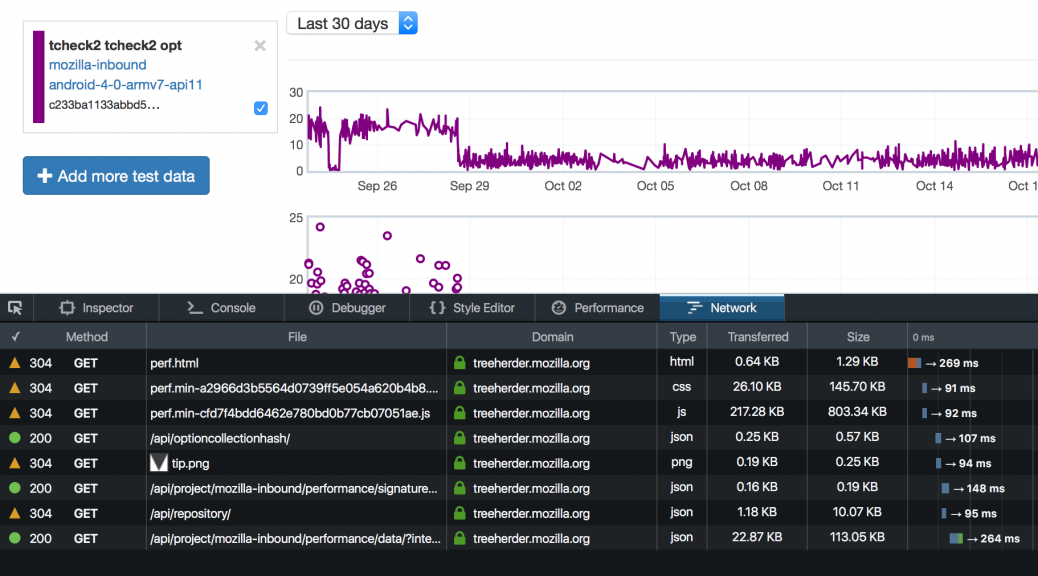 tcheck2 tcheck2 opt
mozilla-inbound
android-4-0-armv7-api11
c233ba1133abbd5...
Add more test data
Last 30 days
30
20
10
0
Sep 26 Sep 29 Oct 02 Oct 05 Oct 08 Oct 11 Oct 14 Oct 1
25
20
Inspector Console Debugger Style Editor Performance Network
✓ Method File Domain Type Transferred Size 0 ms
304 GET perf.html treeherder.mozilla.org html 0.64 KB 1.29 KB → 269 ms
304 GET perf.min-a2966d3b5564d0739ff5e054a620b4b8.... treeherder.mozilla.org css 26.10 KB 145.70 KB → 91 ms
304 GET perf.min-cfd7f4bdd6462e780bd0b77cb07051ae.js treeherder.mozilla.org js 217.28 KB 803.34 KB → 92 ms
200 GET /api/optioncollectionhash/ treeherder.mozilla.org json 0.25 KB 0.57 KB → 107 ms
304 GET tip.png treeherder.mozilla.org png 0.19 KB 0.25 KB → 94 ms
200 GET /api/project/mozilla-inbound/performance/signature... treeherder.mozilla.org json 0.16 KB 0.19 KB → 148 ms
304 GET /api/repository/ treeherder.mozilla.org json 1.18 KB 10.07 KB → 95 ms
200 GET /api/project/mozilla-inbound/performance/data/?inte... treeherder.mozilla.org json 22.87 KB 113.05 KB → 264 ms